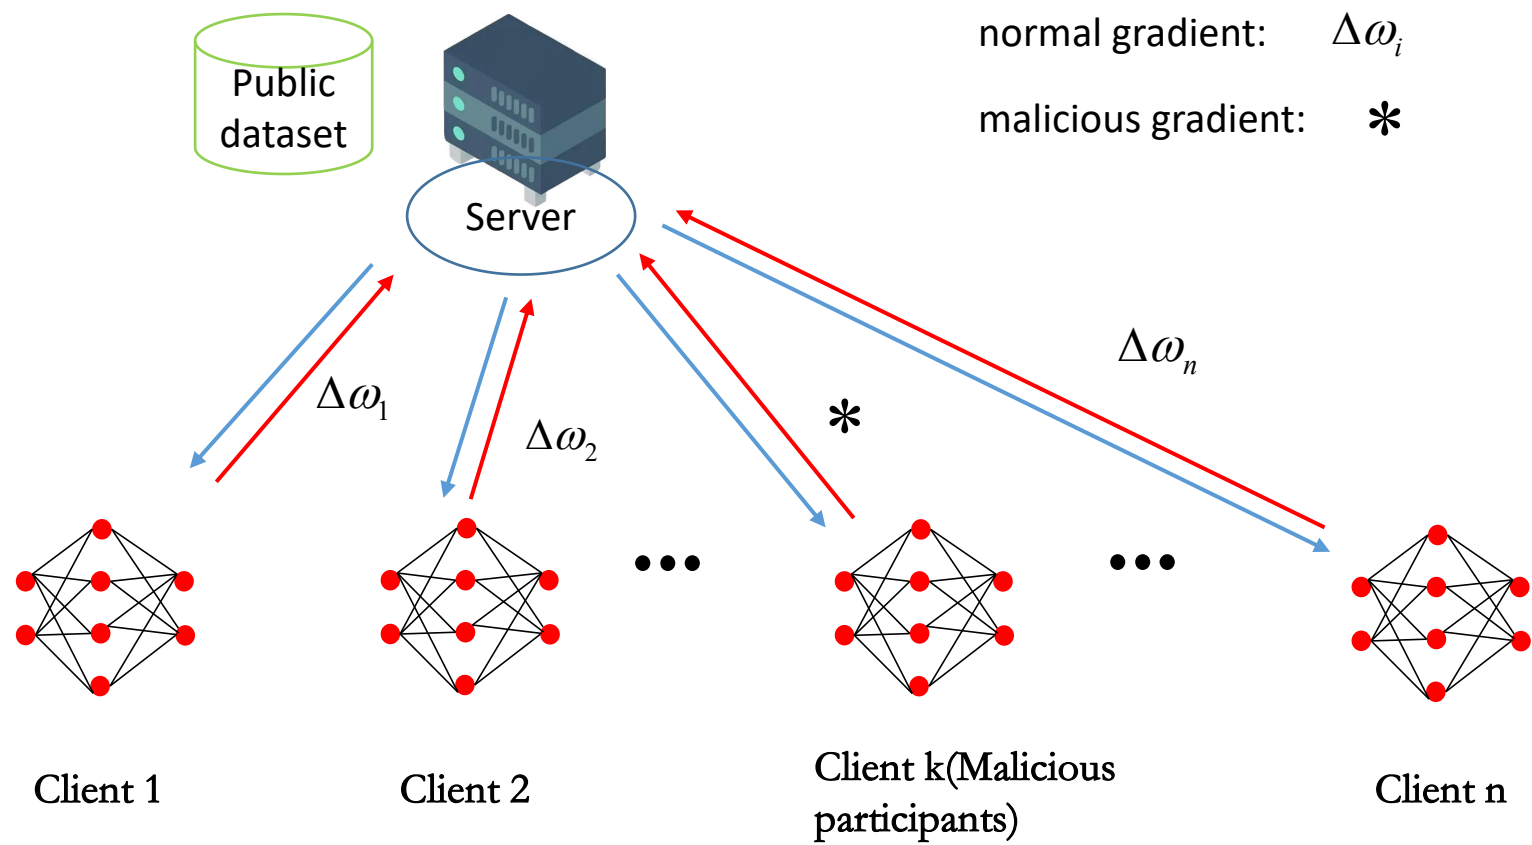 normal gradient: Δω_i
Public
dataset
malicious gradient: *
Server
Δω_n
Δω_1
*
Δω_2
Client 1
Client 2
Client k(Malicious
participants)
Client n